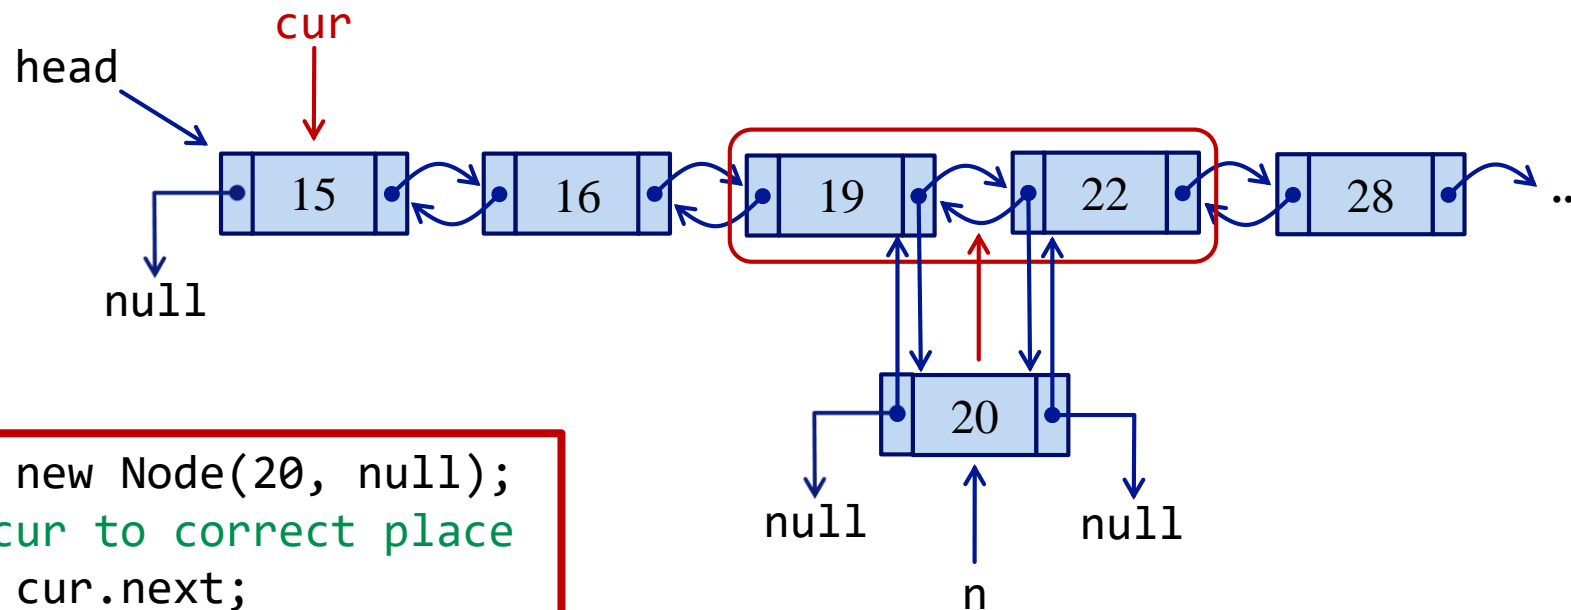 cur
head
15 16 19 22 28 ..
null
20
null null
n
new Node(20, null);
cur to correct place
cur.next;